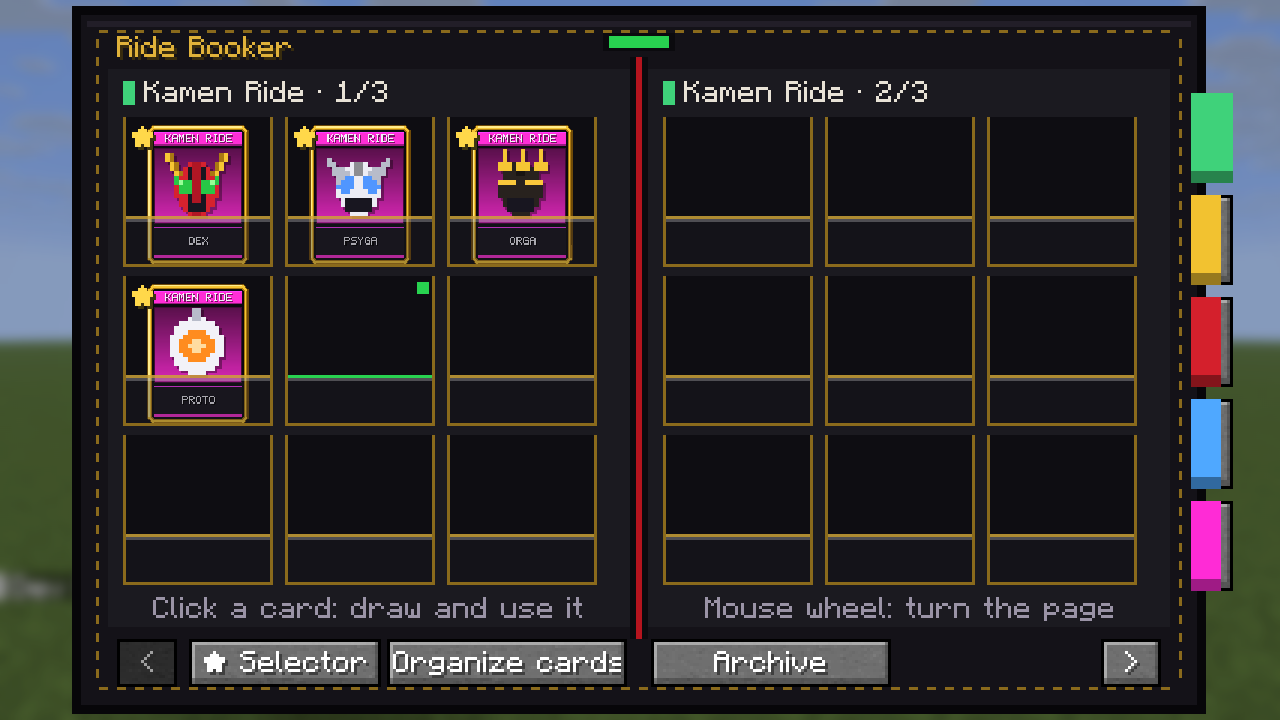 Ride Booker
Kamen Ride · 1/3
Kamen Ride · 2/3
KAMEN RIDE
KAMEN RIDE
KAMEN RIDE
DEX
PSYGA
ORGA
KAMEN RIDE
PROTO
Click a card: draw and use it
Mouse wheel: turn the page
< ★ Selector Organize cards Archive >